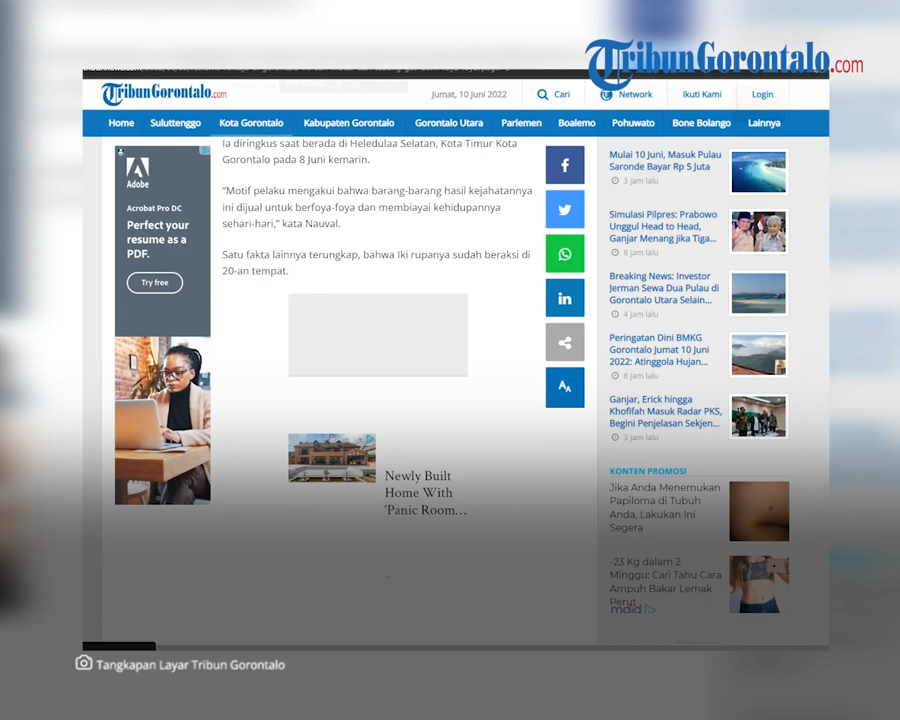 TribunGorontalo.com
TribunGorontalo.com
Jumat, 10 Juni 2022
Cari
Network
Ikuti Kami
Login
Home
Suluttenggo
Kota Gorontalo
Kabupaten Gorontalo
Gorontalo Utara
Parlemen
Boalemo
Pohuwato
Bone Bolango
Lainnya
Adobe
Acrobat Pro DC
Perfect your
resume as a
PDF.
Try free
Ia diringkus saat berada di Heledulaa Selatan, Kota Timur Kota
Gorontalo pada 8 Juni kemarin.
“Motif pelaku mengakui bahwa barang-barang hasil kejahatannya
ini dijual untuk berfoya-foya dan membiayai kehidupannya
sehari-hari,” kata Nauval.
Satu fakta lainnya terungkap, bahwa Iki rupanya sudah beraksi di
20-an tempat.
Newly Built
Home With
'Panic Room...
f
in
AA
Mulai 10 Juni, Masuk Pulau
Saronde Bayar Rp 5 Juta
3 jam lalu
Simulasi Pilpres: Prabowo
Unggul Head to Head,
Ganjar Menang jika Tiga...
8 jam lalu
Breaking News: Investor
Jerman Sewa Dua Pulau di
Gorontalo Utara Selain...
4 jam lalu
Peringatan Dini BMKG
Gorontalo Jumat 10 Juni
2022: Atinggola Hujan...
8 jam lalu
Ganjar, Erick hingga
Khofifah Masuk Radar PKS,
Begini Penjelasan Sekjen...
3 jam lalu
KONTEN PROMOSI
Jika Anda Menemukan
Papiloma di Tubuh
Anda, Lakukan Ini
Segera
-23 Kg dalam 2
Minggu: Cari Tahu Cara
Ampuh Bakar Lemak
Perut
maid
Tangkapan Layar Tribun Gorontalo